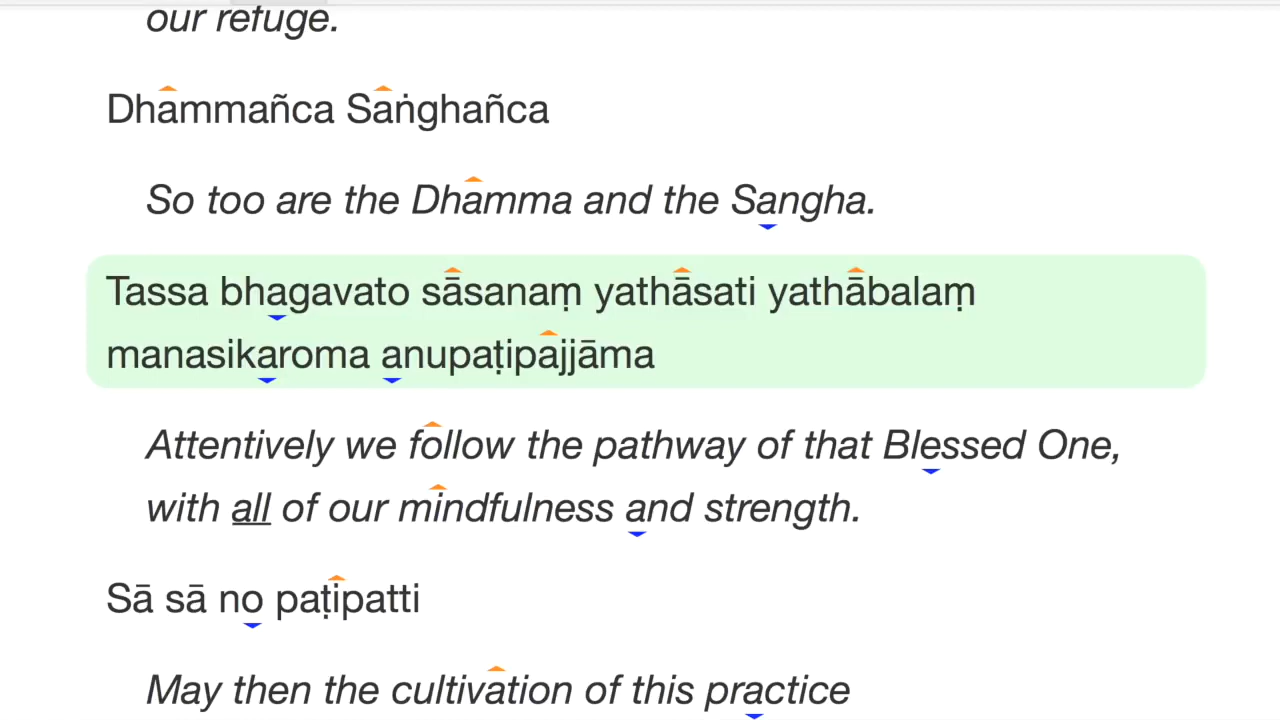 our refuge.
Dhammañca Saṅghañca
So too are the Dhamma and the Sangha.
Tassa bhagavato sāsanaṃ yathāsati yathābalaṃ
manasikaroma anupaṭipajjāma
Attentively we follow the pathway of that Blessed One,
with all of our mindfulness and strength.
Sā sā no paṭipatti
May then the cultivation of this practice